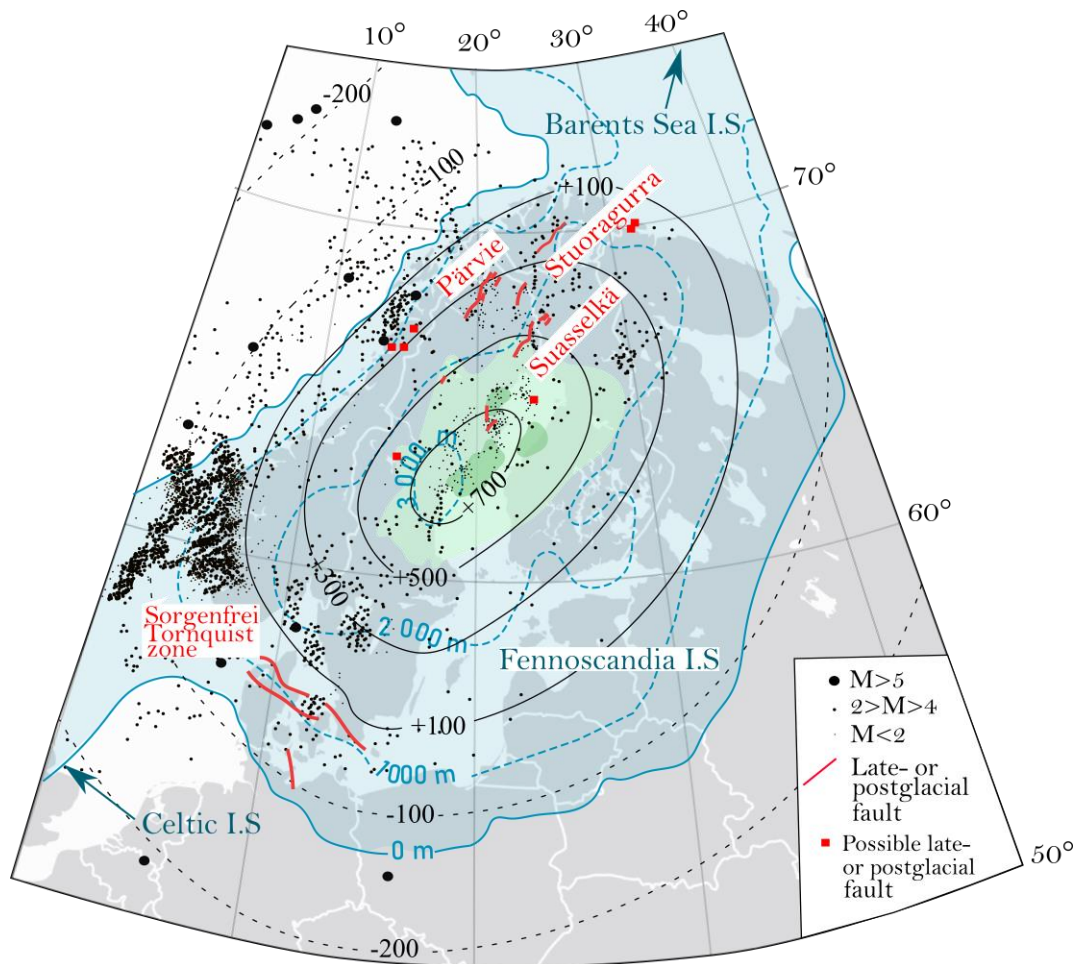 10°
20°
30°
40°
-200
Barents Sea I.S
-100
+100
70°
Stuoragurra
Pärvie
Suasselkä
3 000 m
+700
60°
+500
+300
2 000 m
Sorgenfrei
Tornquist
zone
Fennoscandia I.S
+100
1000 m
-100
Celtic I.S
0 m
-200
50°
M>5
2>M>4
M<2
Late- or
postglacial
fault
Possible late-
or postglacial
fault